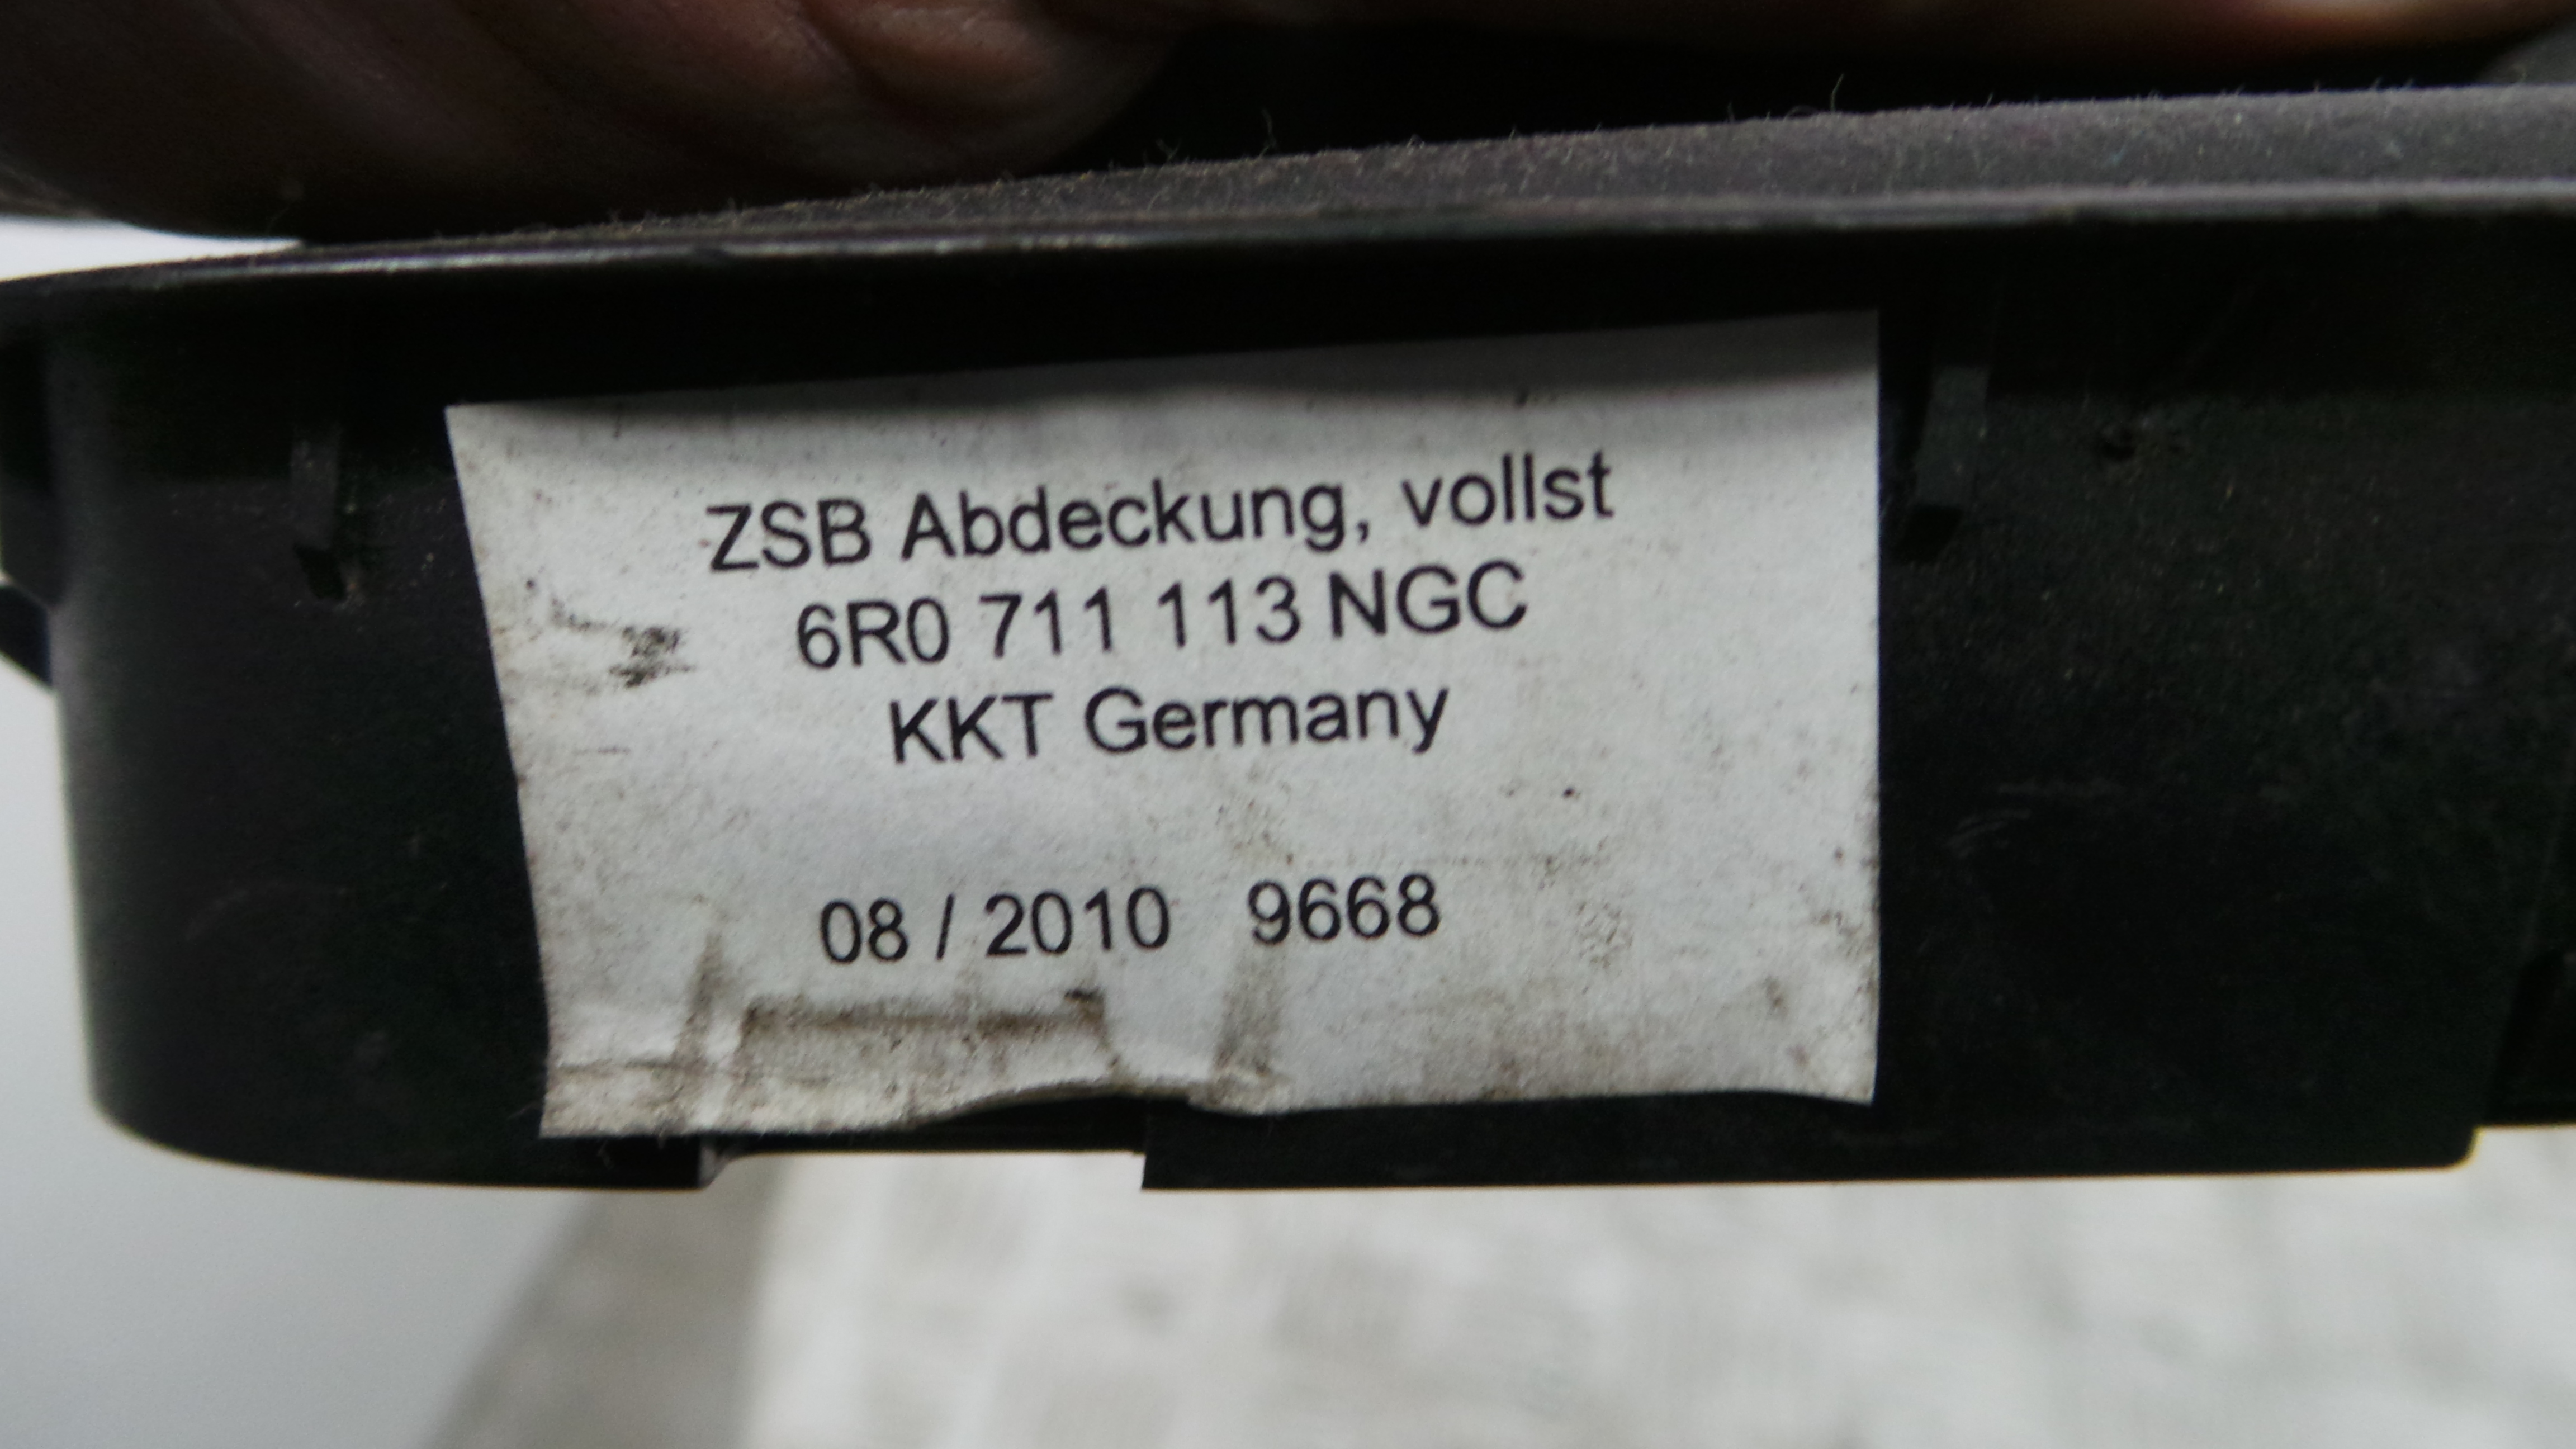 ZSB Abdeckung, vollst
6R0 711 113 NGC
KKT Germany
08 / 2010 9668